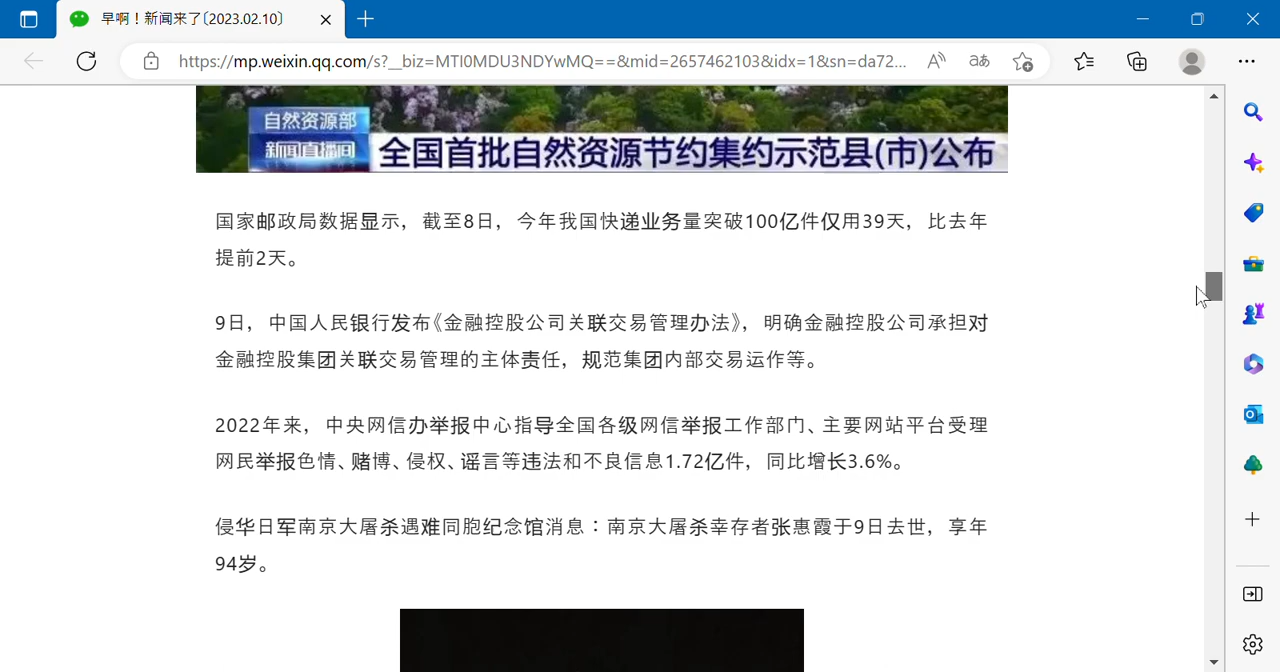 早啊！新闻来了〔2023.02.10〕
https://mp.weixin.qq.com/s?__biz=MTI0MDU3NDYwMQ==&mid=2657462103&idx=1&sn=da72...
自然资源部
新闻直播间
全国首批自然资源节约集约示范县(市)公布
国家邮政局数据显示，截至8日，今年我国快递业务量突破100亿件仅用39天，比去年
提前2天。
9日，中国人民银行发布《金融控股公司关联交易管理办法》，明确金融控股公司承担对
金融控股集团关联交易管理的主体责任，规范集团内部交易运作等。
2022年来，中央网信办举报中心指导全国各级网信举报工作部门、主要网站平台受理
网民举报色情、赌博、侵权、谣言等违法和不良信息1.72亿件，同比增长3.6%。
侵华日军南京大屠杀遇难同胞纪念馆消息：南京大屠杀幸存者张惠霞于9日去世，享年
94岁。